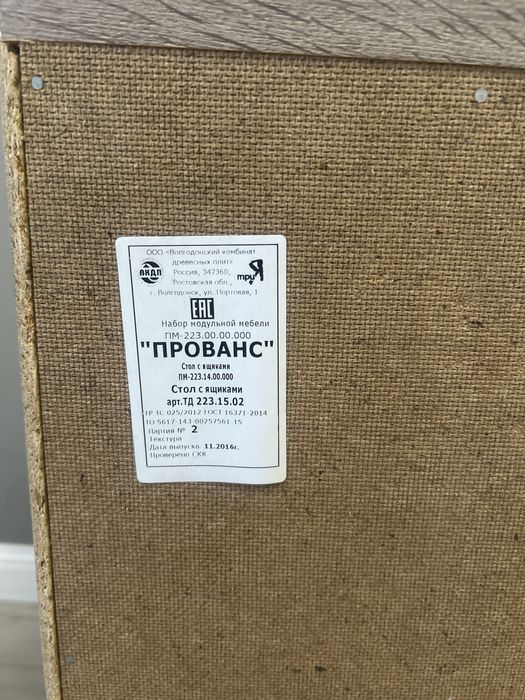 ООО «Волгодонский комбинат
древесных плит»
ВКДП
Россия, 347360,
Ростовская обл.,
г. Волгодонск, ул. Портовая, 1
ЕАС
Набор модульной мебели
ПМ-223.00.00.000
"ПРОВАНС"
Стол с ящиками
ПМ-223.14.00.000
Стол с ящиками
арт.ТД 223.15.02
ТР ТС 025/2012 ГОСТ 16371-2014
ТО 5617-143-00257561-15
Партия № 2
Текстура
Дата выпуска 11.2016г.
Проверено СКК